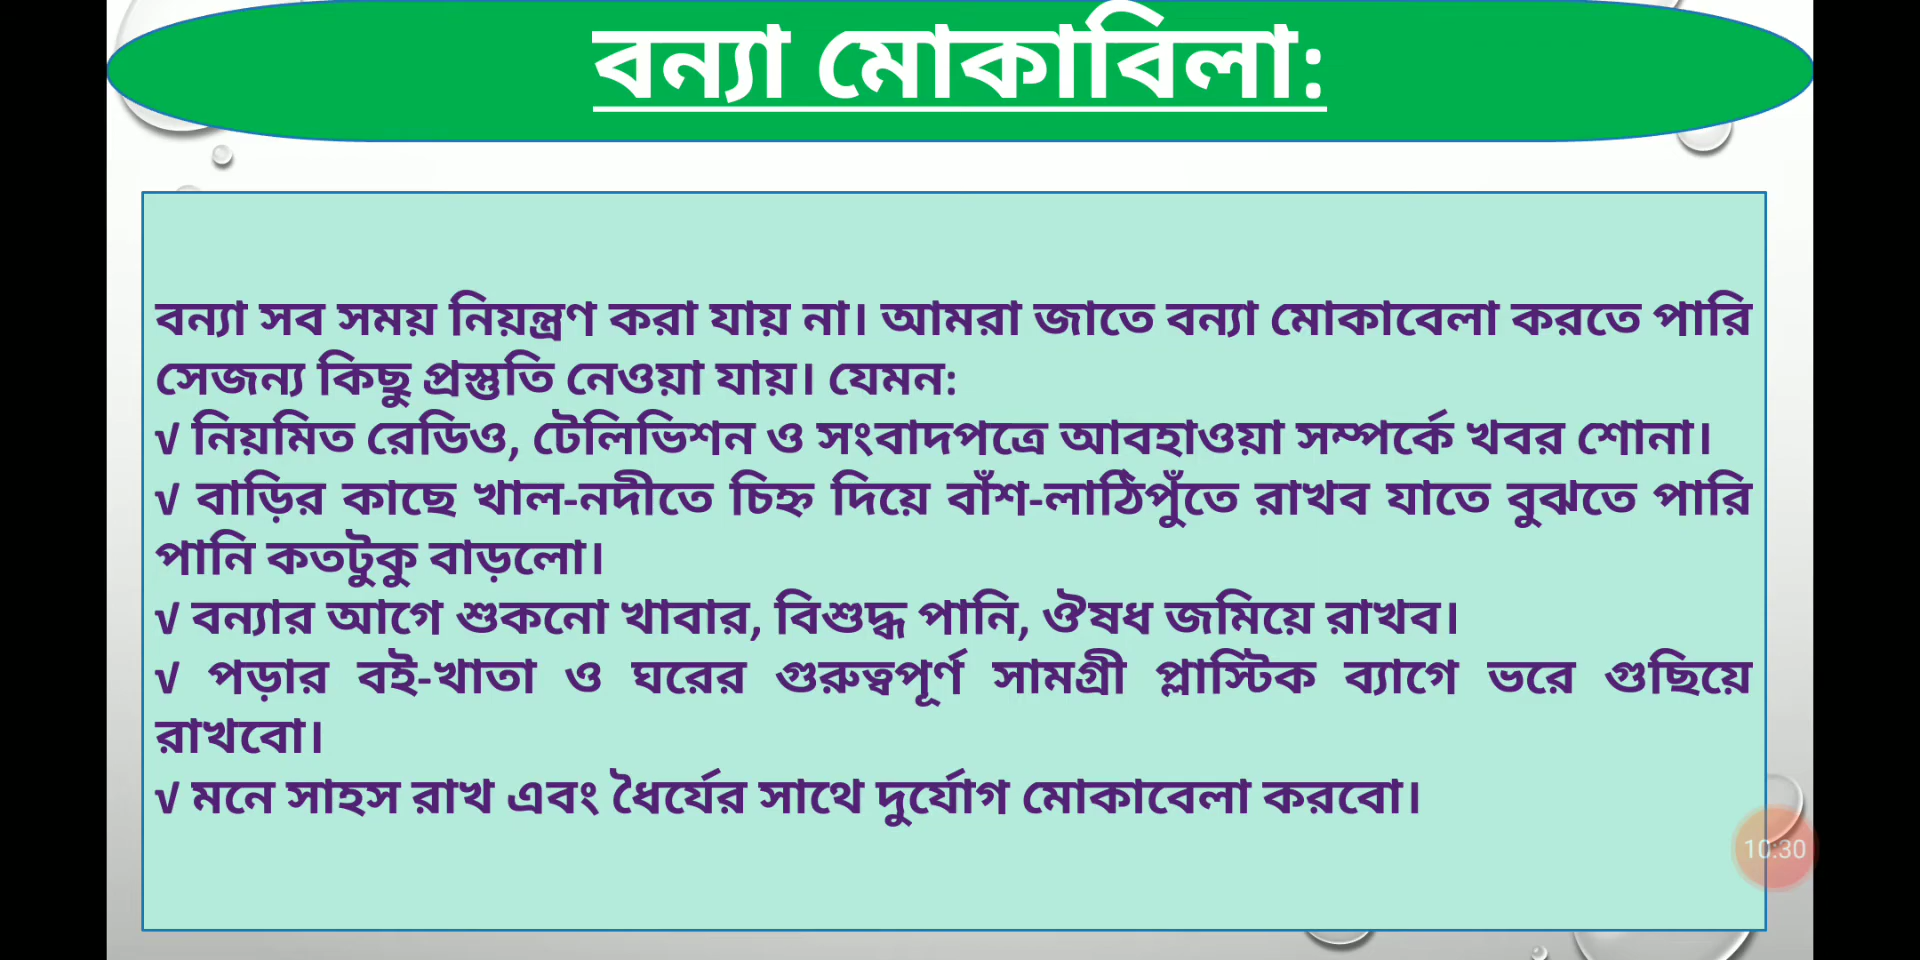 বন্যা মোকাবিলা:
বন্যা সব সময় নিয়ন্ত্রণ করা যায় না। আমরা জাতে বন্যা মোকাবেলা করতে পারি
সেজন্য কিছু প্রস্তুতি নেওয়া যায়। যেমন:
√ নিয়মিত রেডিও, টেলিভিশন ও সংবাদপত্রে আবহাওয়া সম্পর্কে খবর শোনা।
√ বাড়ির কাছে খাল-নদীতে চিহ্ন দিয়ে বাঁশ-লাঠিপুঁতে রাখব যাতে বুঝতে পারি
পানি কতটুকু বাড়লো।
√ বন্যার আগে শুকনো খাবার, বিশুদ্ধ পানি, ঔষধ জমিয়ে রাখব।
√ পড়ার বই-খাতা ও ঘরের গুরুত্বপূর্ণ সামগ্রী প্লাস্টিক ব্যাগে ভরে গুছিয়ে
রাখবো।
√ মনে সাহস রাখ এবং ধৈর্যের সাথে দুর্যোগ মোকাবেলা করবো।
10:30